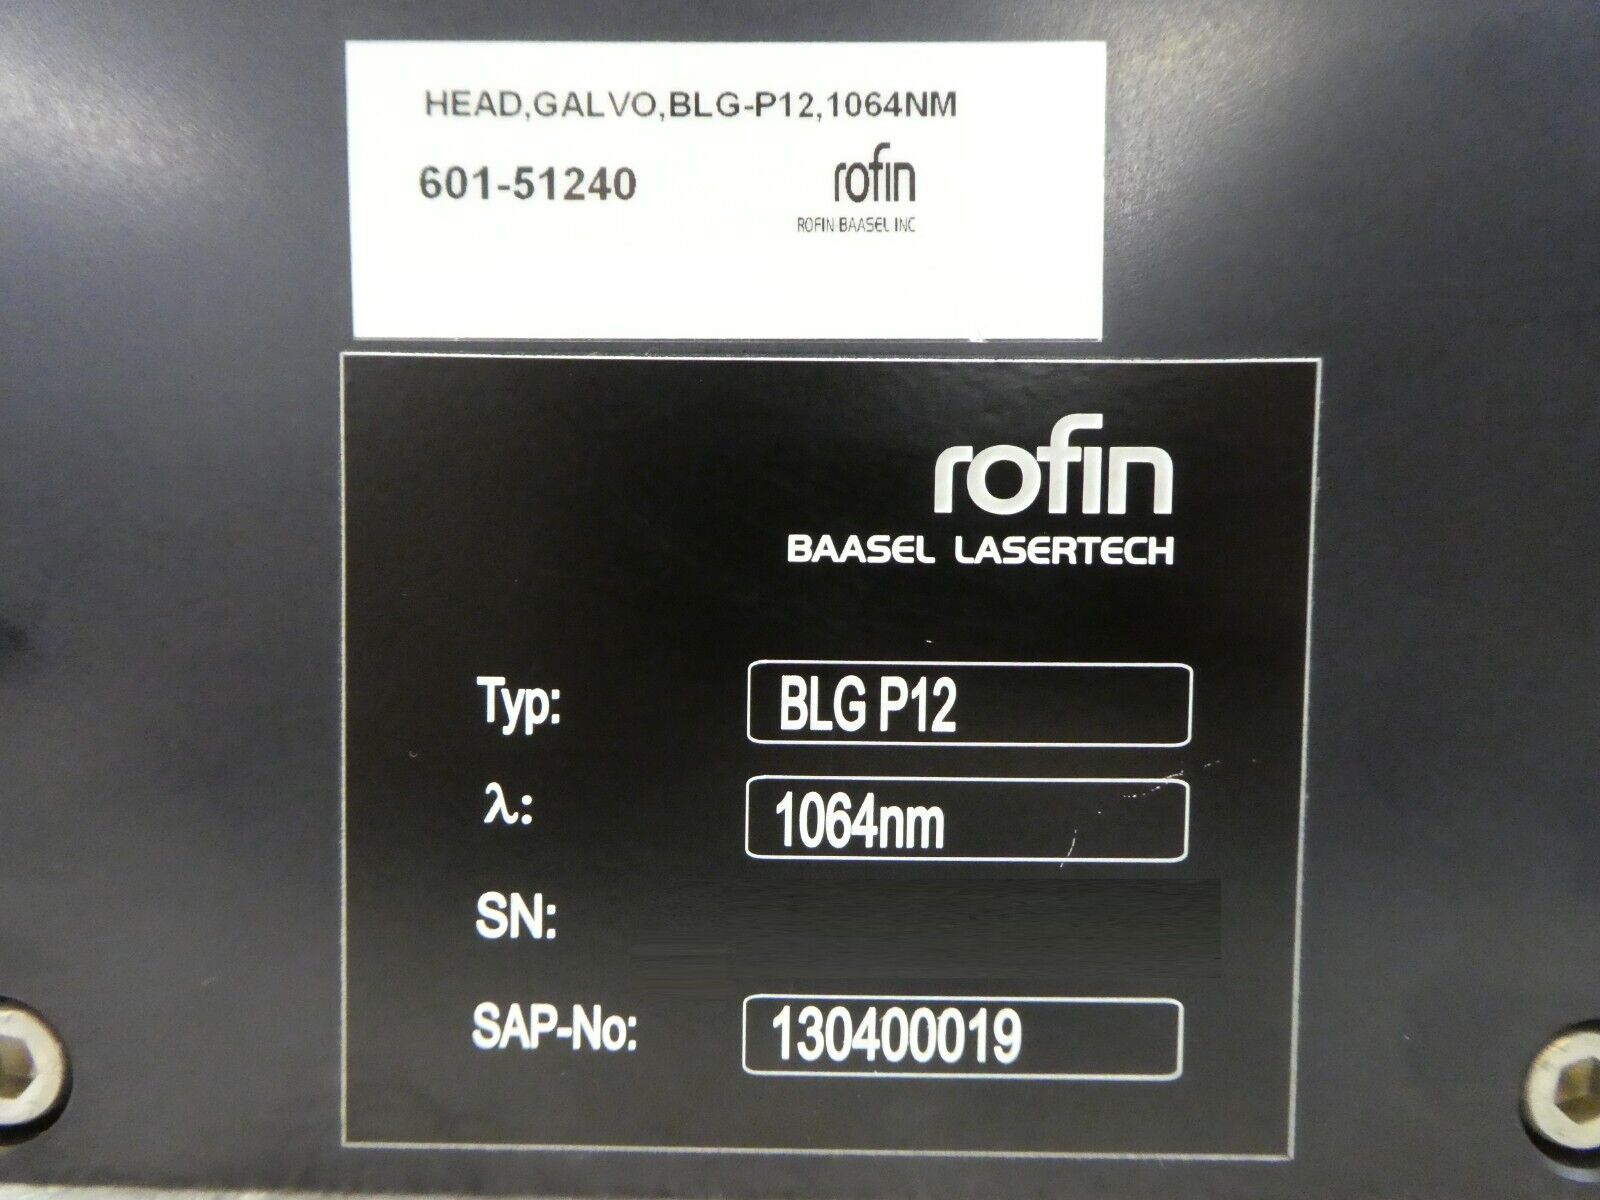 HEAD,GALVO,BLG-P12,1064NM
601-51240
rofin
ROFIN-BAASEL INC
rofin
BAASEL LASERTECH
Typ: BLG P12
λ: 1064nm
SN:
SAP-No: 130400019